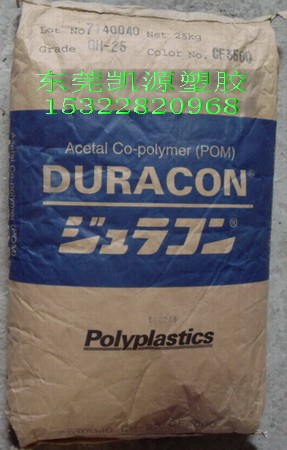 Lot No 7140040 Net 25kg
Grade GH-25 Color No. CF3500
东莞凯源塑胶
15322820968
Acetal Co-polymer (POM)
DURACON®
ジュラコン®
Polyplastics